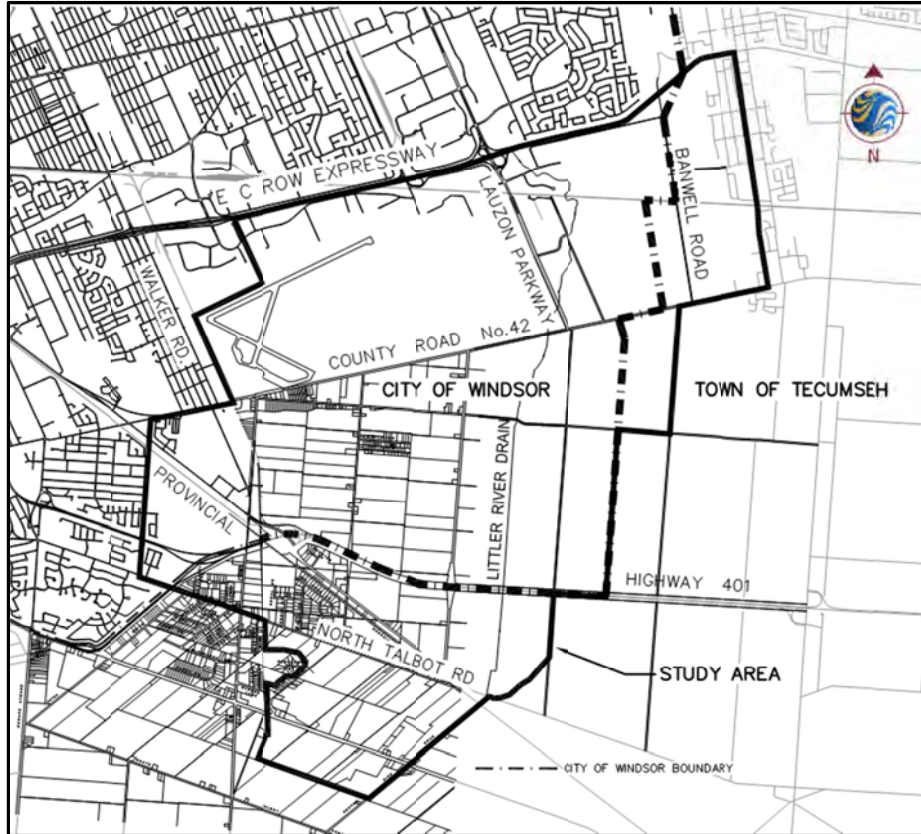 E C ROW EXPRESSWAY
LAUZON PARKWAY
BANWELL ROAD
N
WALKER RD.
COUNTY ROAD No.42
CITY OF WINDSOR
TOWN OF TECUMSEH
PROVINCIAL
LITTLER RIVER DRAIN
HIGHWAY 401
NORTH TALBOT RD
STUDY AREA
CITY OF WINDSOR BOUNDARY